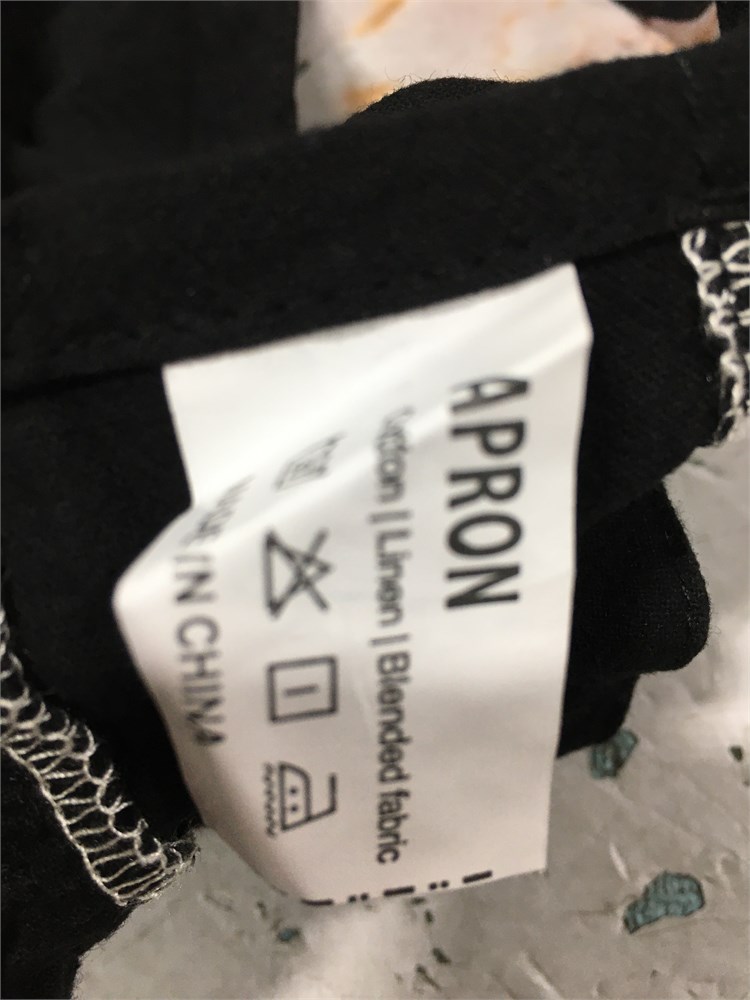 APRON
Cotton | Linen | Blended fabric
MADE IN CHINA